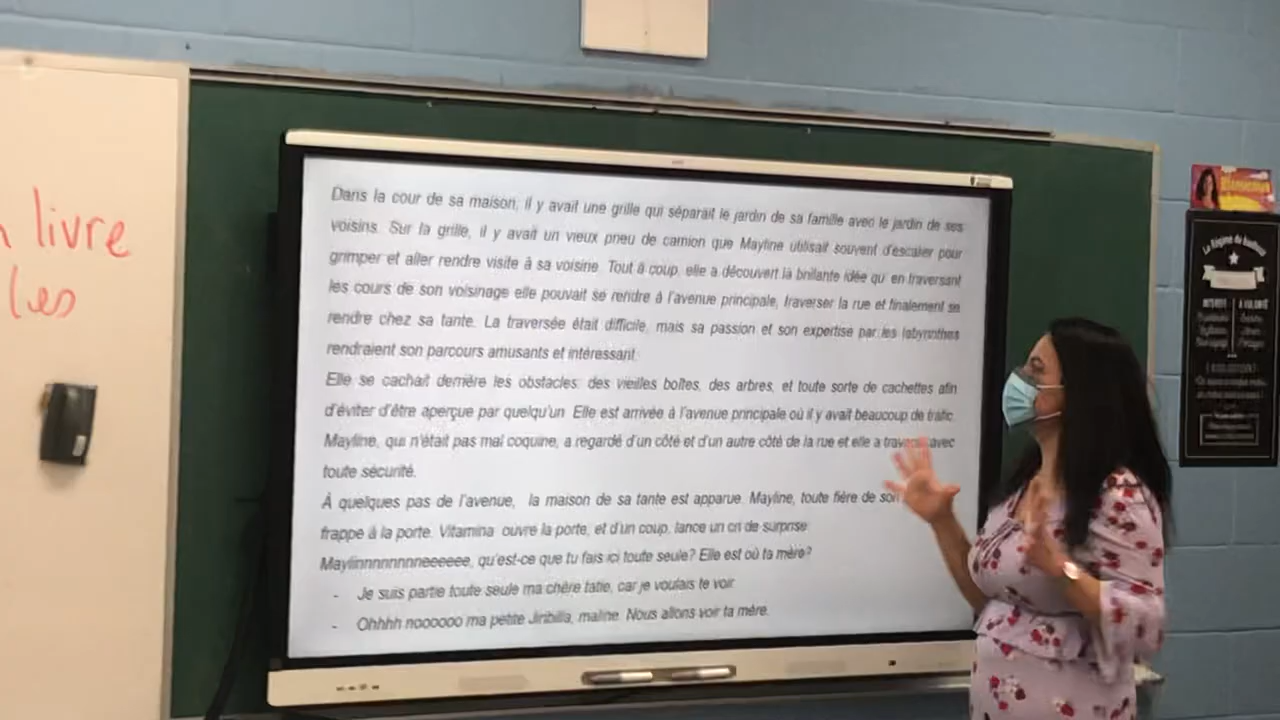 livre
les
Dans la cour de sa maison, il y avait une grille qui séparait le jardin de sa famille avec le jardin de ses
voisins. Sur la grille, il y avait un vieux pneu de camion que Mayline utilisait souvent d'escalier pour
grimper et aller rendre visite à sa voisine. Tout à coup, elle a découvert la brillante idée qu' en traversant
les cours de son voisinage elle pouvait se rendre à l'avenue principale, traverser la rue et finalement se
rendre chez sa tante. La traversée était difficile, mais sa passion et son expertise par les labyrinthes
rendraient son parcours amusants et intéressant.
Elle se cachait derrière les obstacles: des vieilles boîtes, des arbres, et toute sorte de cachettes afin
d'éviter d'être aperçue par quelqu'un. Elle est arrivée à l'avenue principale où il y avait beaucoup de trafic.
Mayline, qui n'était pas mal coquine, a regardé d'un côté et d'un autre côté de la rue et elle a avec
toute sécurité.
À quelques pas de l'avenue, la maison de sa tante est apparue. Mayline, toute fière de son
frappe à la porte. Vitamina ouvre la porte, et d'un coup, lance un cri de surprise:
Mayliinnnnnnnneeeeee, qu'est-ce que tu fais ici toute seule? Elle est où ta mère?
- Je suis partie toute seule ma chère tatie, car je voulais te voir.
- Ohhhh noooooo ma petite Jiribilla, maline. Nous allons voir ta mère.
Bienvenue